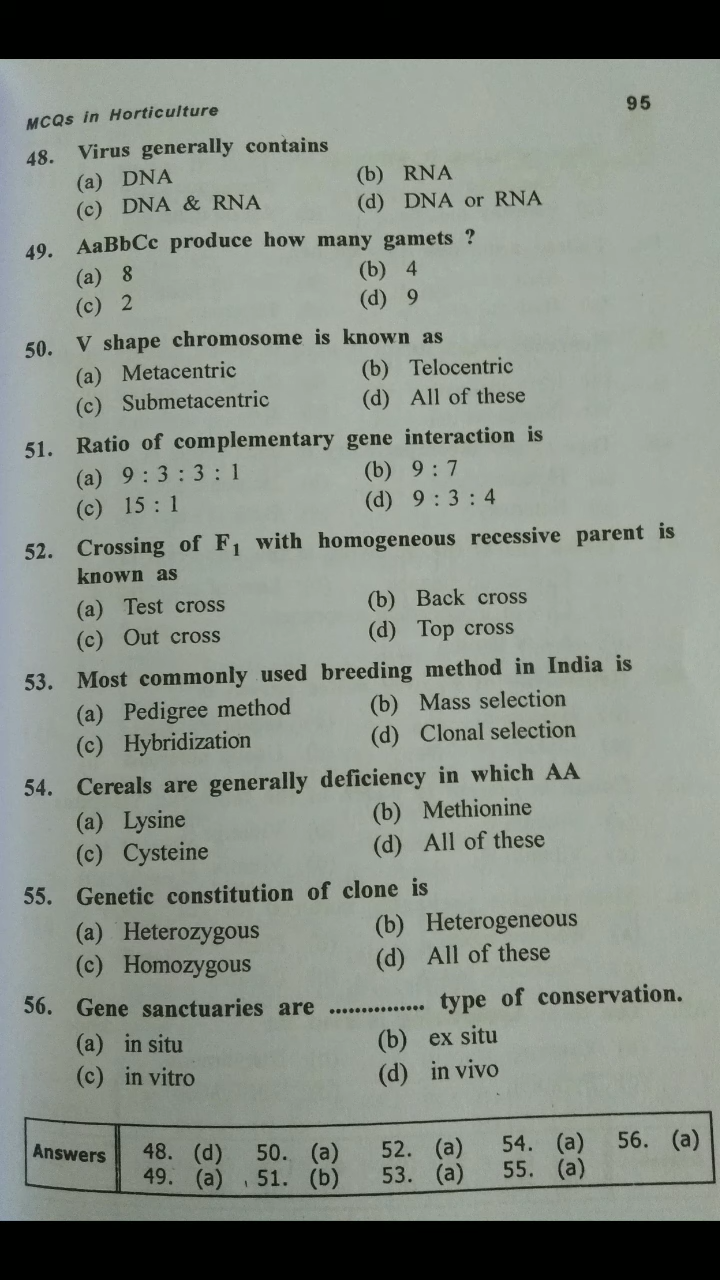 MCQs in Horticulture 95
48. Virus generally contains
(a) DNA (b) RNA
(c) DNA & RNA (d) DNA or RNA
49. AaBbCc produce how many gamets ?
(a) 8 (b) 4
(c) 2 (d) 9
50. V shape chromosome is known as
(a) Metacentric (b) Telocentric
(c) Submetacentric (d) All of these
51. Ratio of complementary gene interaction is
(a) 9 : 3 : 3 : 1 (b) 9 : 7
(c) 15 : 1 (d) 9 : 3 : 4
52. Crossing of F₁ with homogeneous recessive parent is
known as
(a) Test cross (b) Back cross
(c) Out cross (d) Top cross
53. Most commonly used breeding method in India is
(a) Pedigree method (b) Mass selection
(c) Hybridization (d) Clonal selection
54. Cereals are generally deficiency in which AA
(a) Lysine (b) Methionine
(c) Cysteine (d) All of these
55. Genetic constitution of clone is
(a) Heterozygous (b) Heterogeneous
(c) Homozygous (d) All of these
56. Gene sanctuaries are ............... type of conservation.
(a) in situ (b) ex situ
(c) in vitro (d) in vivo
Answers 48. (d) 50. (a) 52. (a) 54. (a) 56. (a)
49. (a) 51. (b) 53. (a) 55. (a)